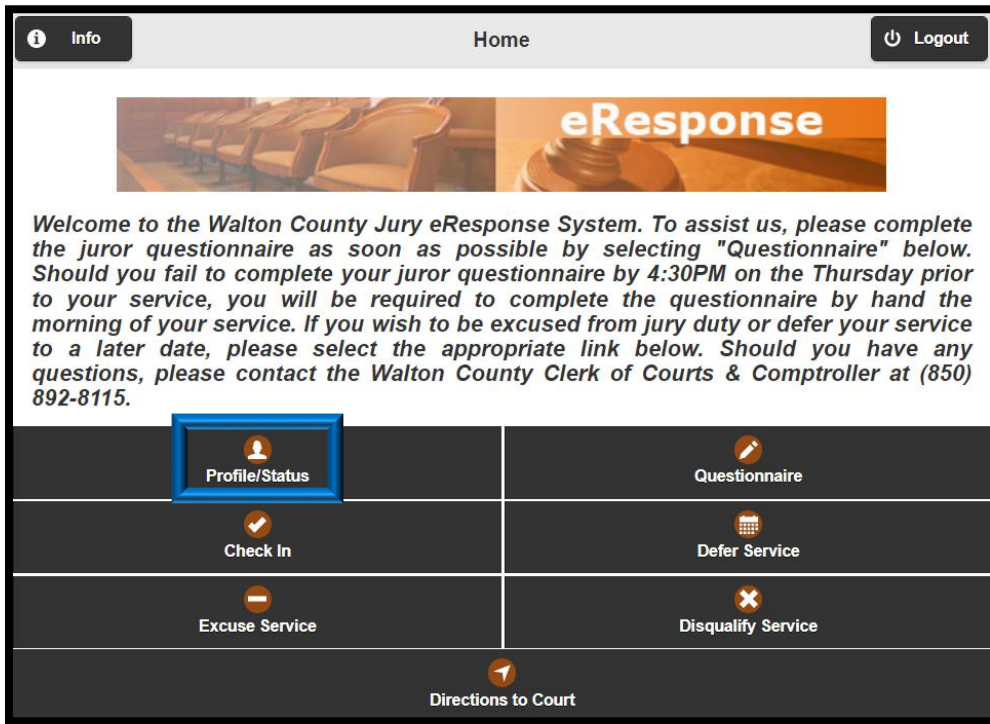 Info
Home
Logout
eResponse
Welcome to the Walton County Jury eResponse System. To assist us, please complete
the juror questionnaire as soon as possible by selecting "Questionnaire" below.
Should you fail to complete your juror questionnaire by 4:30PM on the Thursday prior
to your service, you will be required to complete the questionnaire by hand the
morning of your service. If you wish to be excused from jury duty or defer your service
to a later date, please select the appropriate link below. Should you have any
questions, please contact the Walton County Clerk of Courts & Comptroller at (850)
892-8115.
Profile/Status
Questionnaire
Check In
Defer Service
Excuse Service
Disqualify Service
Directions to Court